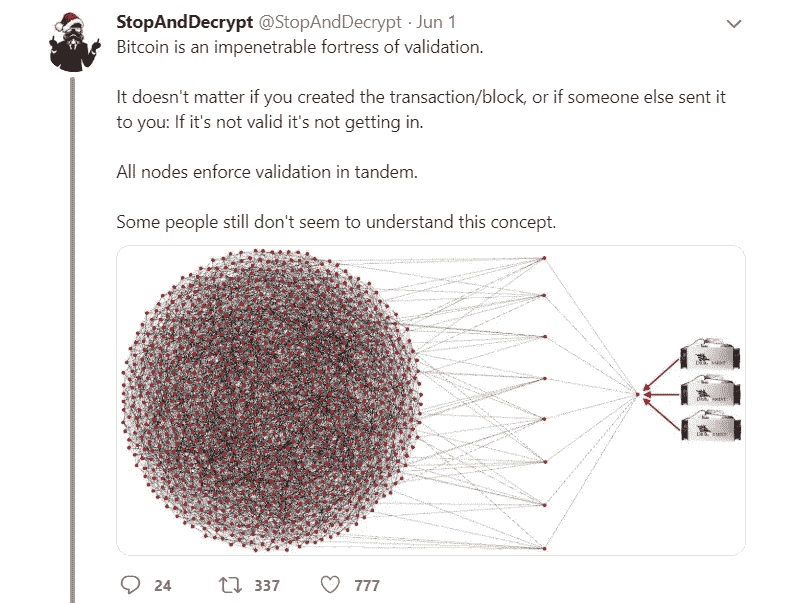 StopAndDecrypt @StopAndDecrypt · Jun 1
Bitcoin is an impenetrable fortress of validation.
It doesn't matter if you created the transaction/block, or if someone else sent it
to you: If it's not valid it's not getting in.
All nodes enforce validation in tandem.
Some people still don't seem to understand this concept.
24 337 777